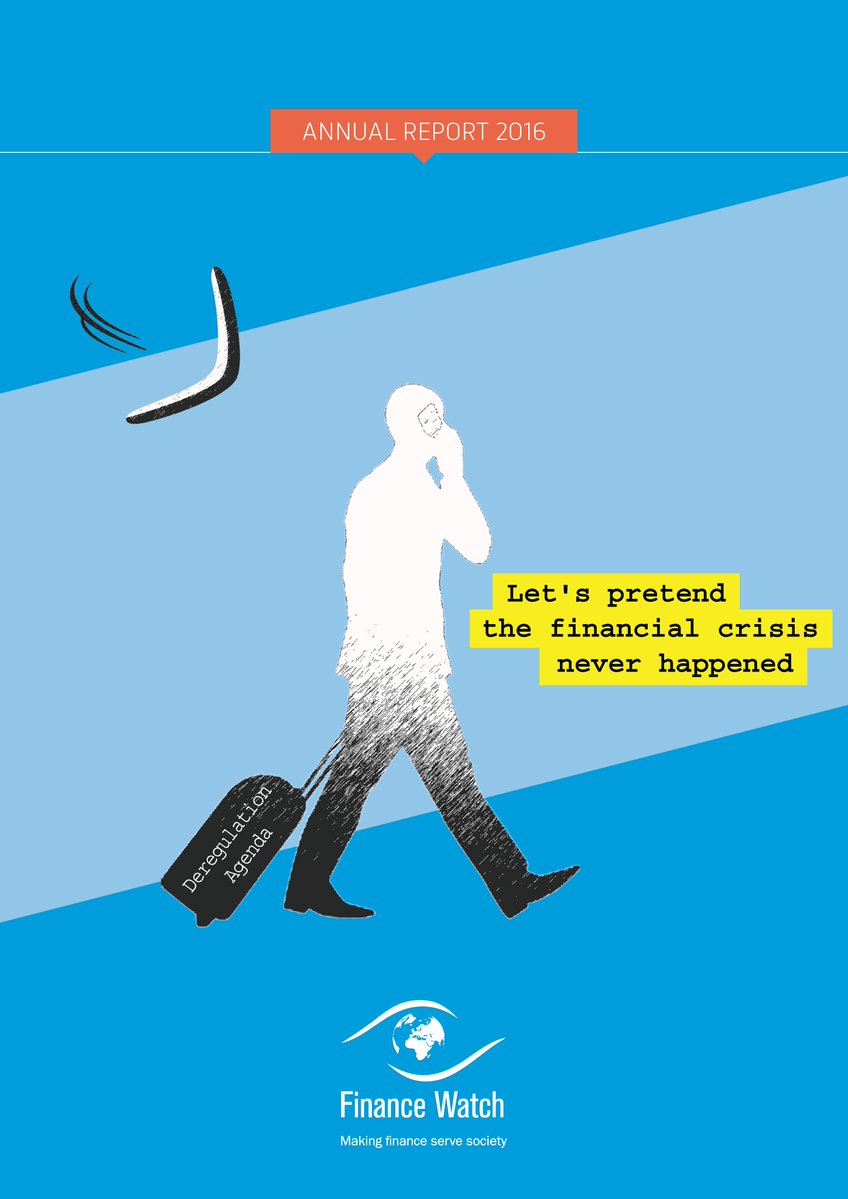 ANNUAL REPORT 2016
Let's pretend
the financial crisis
never happened
Deregulation
Agenda
Finance Watch
Making finance serve society